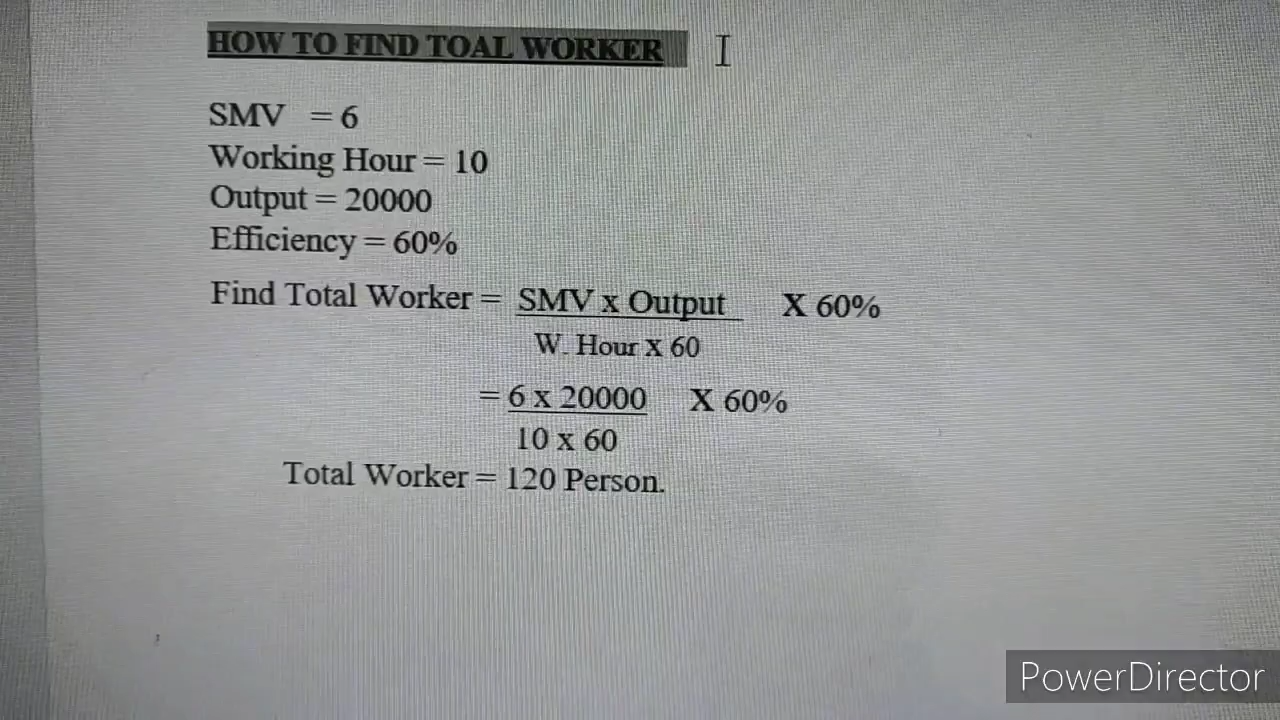 HOW TO FIND TOAL WORKER
SMV = 6
Working Hour = 10
Output = 20000
Efficiency = 60%
Find Total Worker = SMV x Output X 60%
W. Hour X 60
= 6 x 20000 X 60%
10 x 60
Total Worker = 120 Person.
PowerDirector